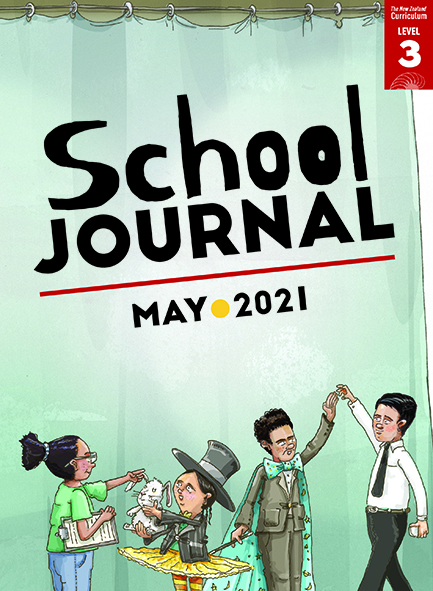 The New Zealand
Curriculum
LEVEL
3
School
JOURNAL
MAY 2021